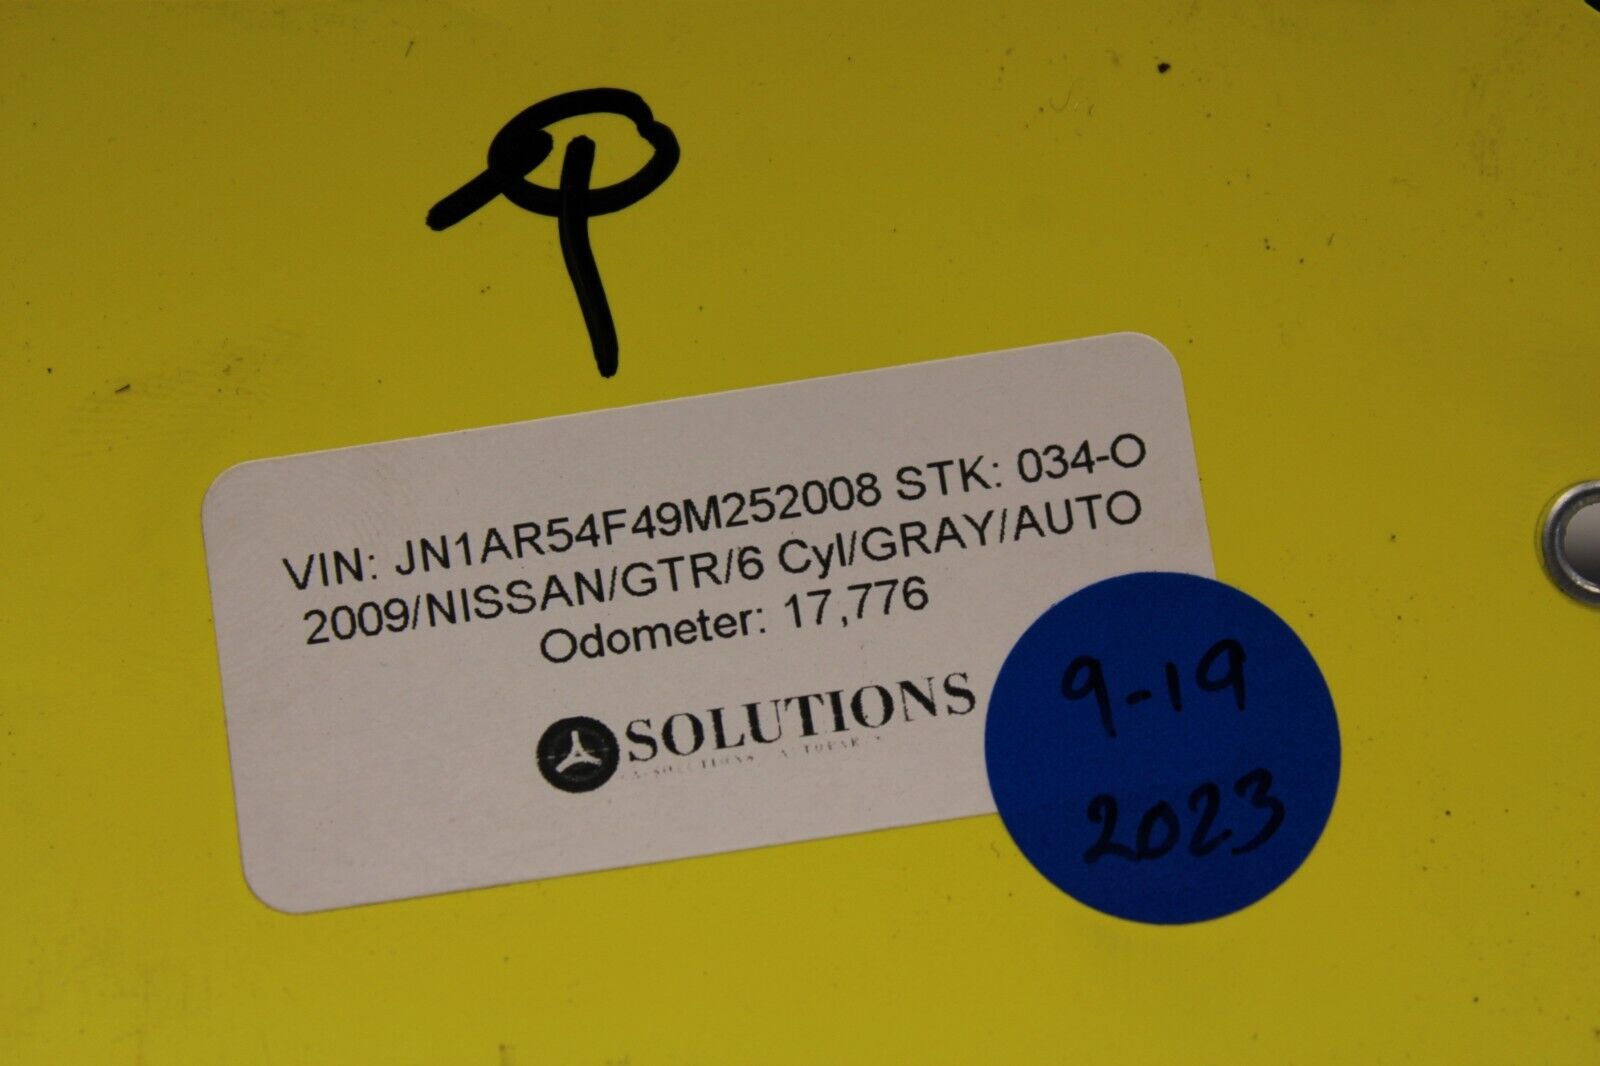 VIN: JN1AR54F49M252008 STK: 034-O
2009/NISSAN/GTR/6 Cyl/GRAY/AUTO
Odometer: 17,776
SOLUTIONS
9-19
2023